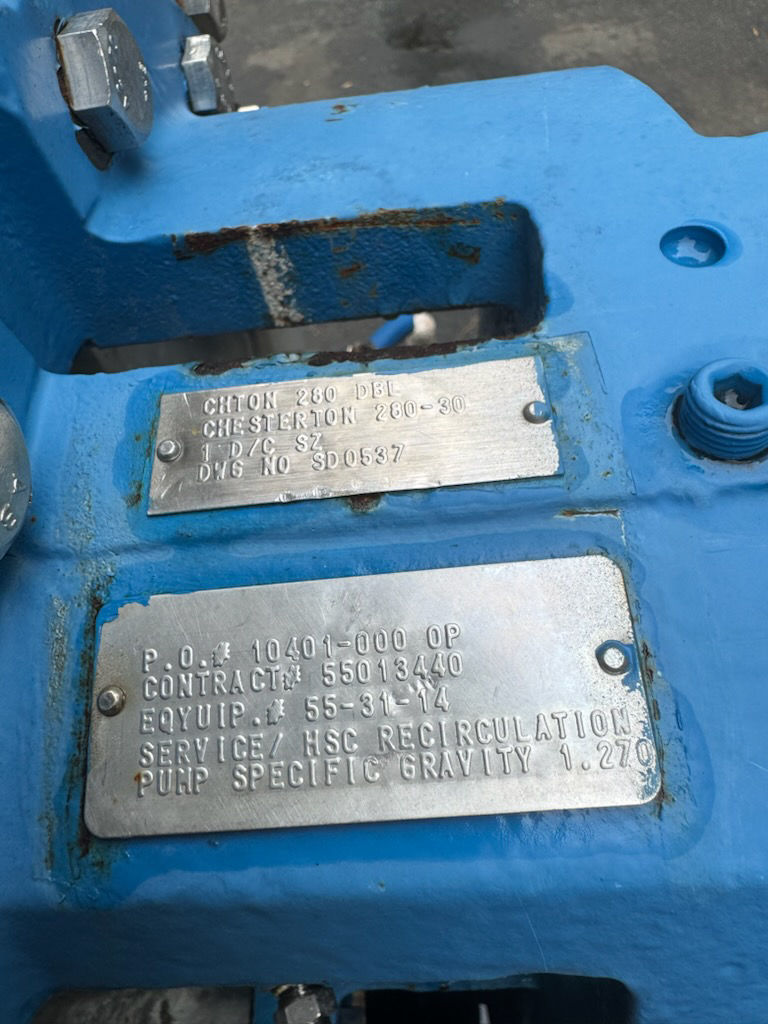 CHTON 280 DBL
CHESTERTON 280-30
1 D/C SZ
DWG NO SD0537
P.O.# 10401-000 OP
CONTRACT# 55013440
EQYUIP.# 55-31-14
SERVICE/ HSC RECIRCULATION
PUMP SPECIFIC GRAVITY 1.270